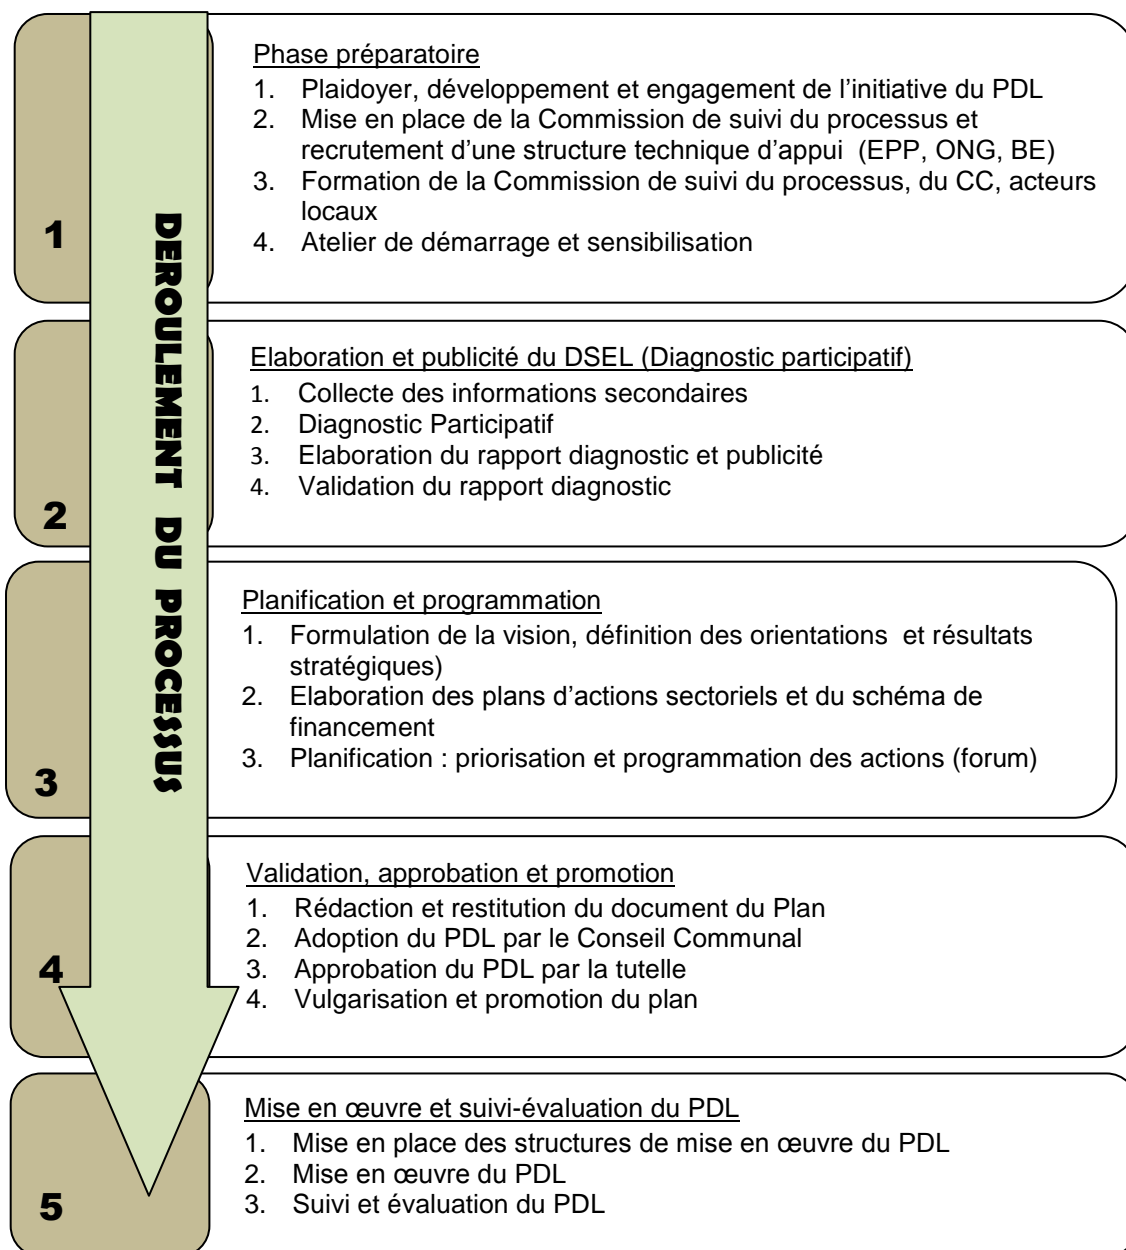 Phase préparatoire
1. Plaidoyer, développement et engagement de l'initiative du PDL
2. Mise en place de la Commission de suivi du processus et
recrutement d'une structure technique d'appui (EPP, ONG, BE)
3. Formation de la Commission de suivi du processus, du CC, acteurs
locaux
4. Atelier de démarrage et sensibilisation
1
DEROULEMENT DU PROCESSUS
Elaboration et publicité du DSEL (Diagnostic participatif)
1. Collecte des informations secondaires
2. Diagnostic Participatif
3. Elaboration du rapport diagnostic et publicité
4. Validation du rapport diagnostic
2
Planification et programmation
1. Formulation de la vision, définition des orientations et résultats
stratégiques)
2. Elaboration des plans d'actions sectoriels et du schéma de
financement
3. Planification : priorisation et programmation des actions (forum)
3
Validation, approbation et promotion
1. Rédaction et restitution du document du Plan
2. Adoption du PDL par le Conseil Communal
3. Approbation du PDL par la tutelle
4. Vulgarisation et promotion du plan
4
Mise en œuvre et suivi-évaluation du PDL
1. Mise en place des structures de mise en œuvre du PDL
2. Mise en œuvre du PDL
3. Suivi et évaluation du PDL
5